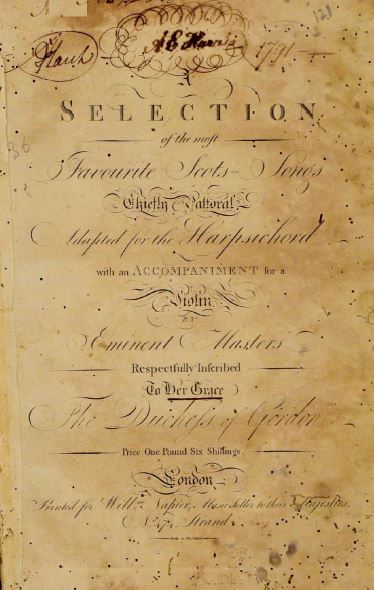 121
A E Harris
1791
A
SELECTION
of the moſt
Favourite Scots-Songs
Chiefly Paſtoral.
Adapted for the Harpsichord
with an ACCOMPANIMENT for a
Violin
BY
Eminent Maſters
Respectfully Inſcribed
To Her Grace
The Ducheſs of Gordon
Price One Pound Six Shillings.
London
Printed for Willm. Napier, Music Seller to their Majeſties,
Strand